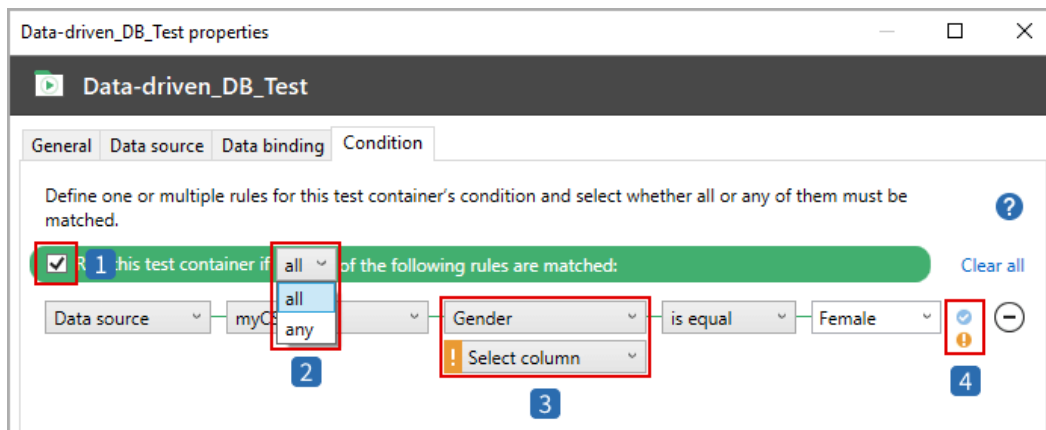 Data-driven_DB_Test properties
Data-driven_DB_Test
General Data source Data binding Condition
Define one or multiple rules for this test container's condition and select whether all or any of them must be
matched.
1 this test container if all of the following rules are matched: Clear all
all
any
Data source Gender is equal Female
! Select column
2
3
4